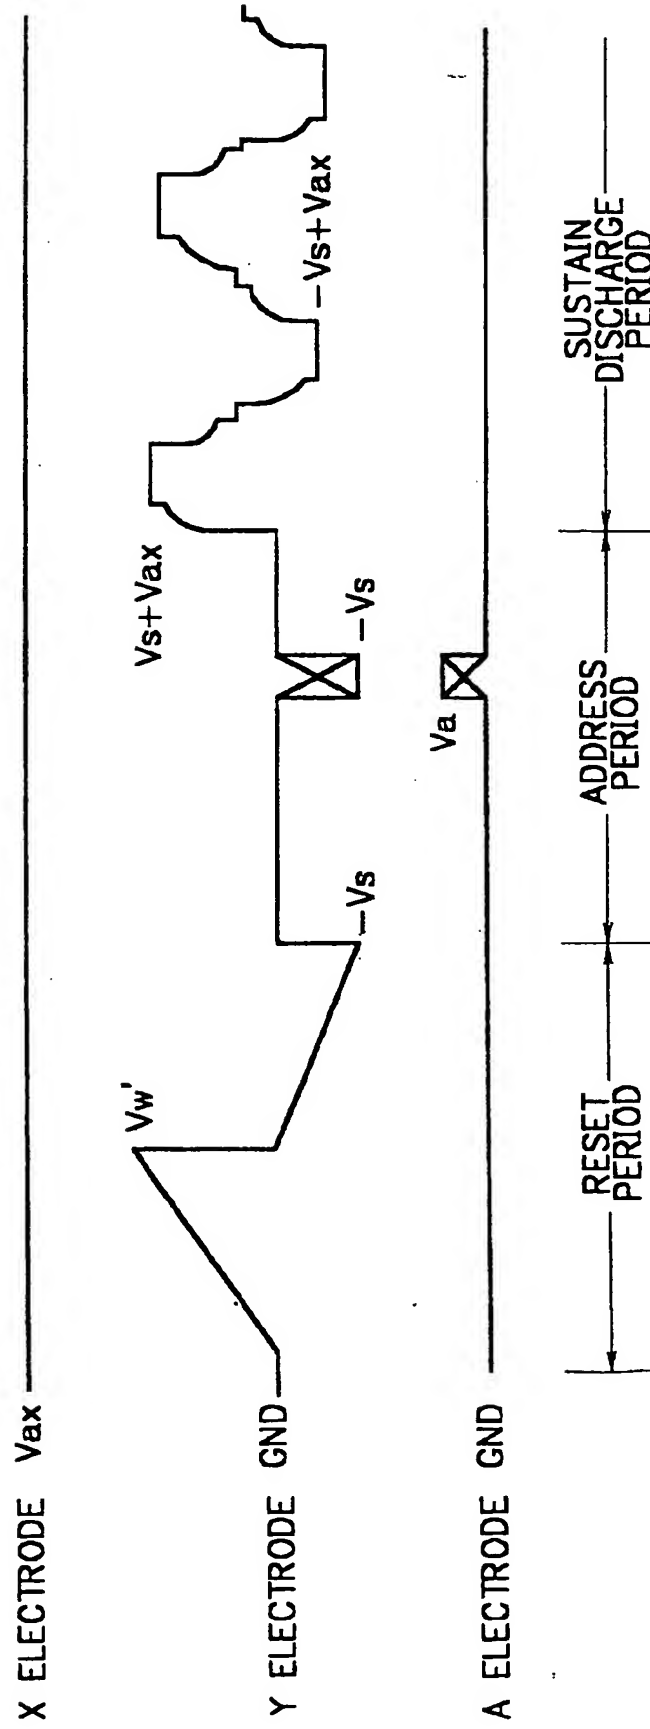 X ELECTRODE Vax
Y ELECTRODE GND
Vw'
−Vs
−Vs
Vs+Vax
−Vs+Vax
A ELECTRODE GND
Va
RESET
PERIOD
ADDRESS
PERIOD
SUSTAIN
DISCHARGE
PERIOD